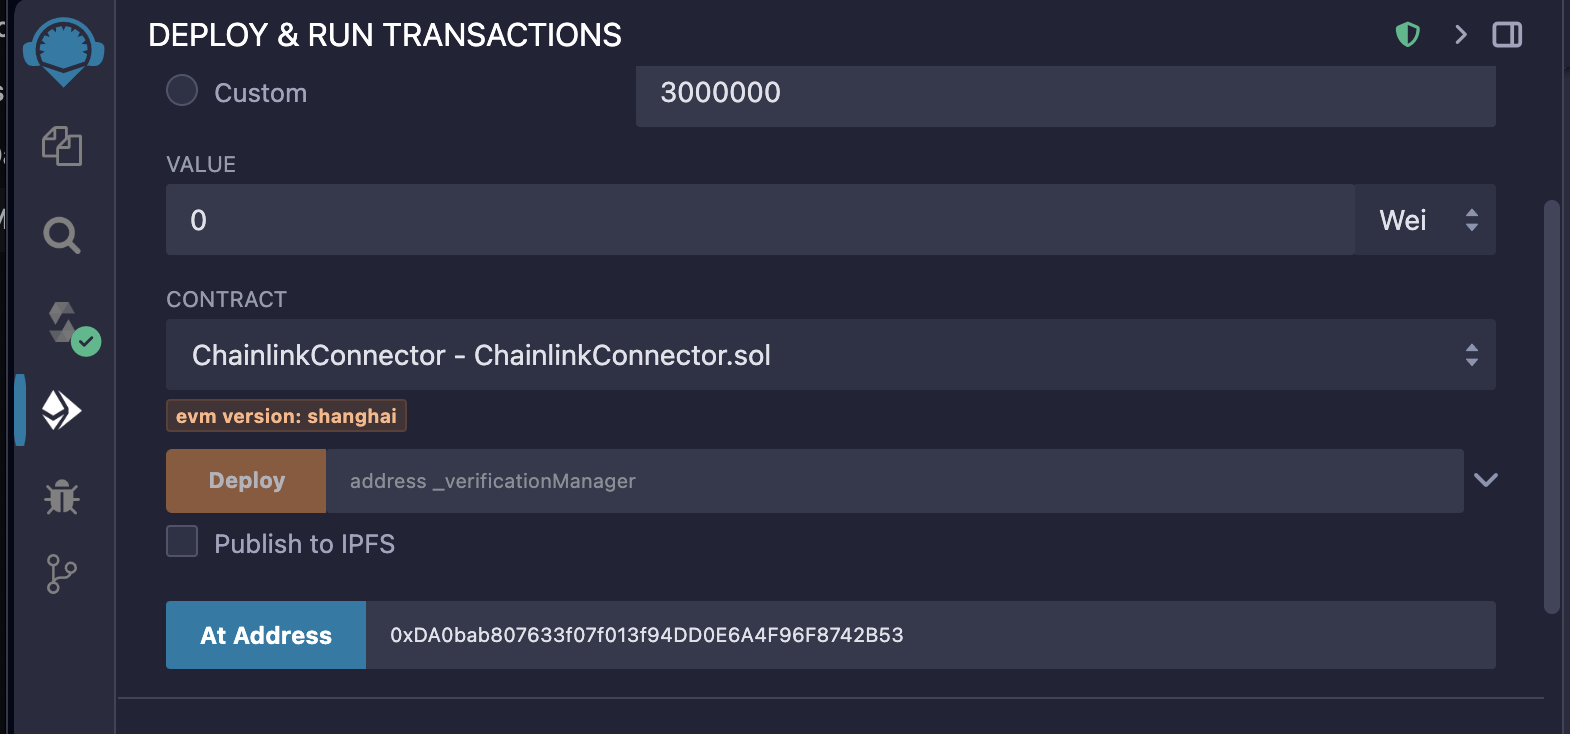 DEPLOY & RUN TRANSACTIONS
Custom
3000000
VALUE
0
Wei
CONTRACT
ChainlinkConnector - ChainlinkConnector.sol
evm version: shanghai
Deploy
address _verificationManager
Publish to IPFS
At Address
0xDA0bab807633f07f013f94DD0E6A4F96F8742B53